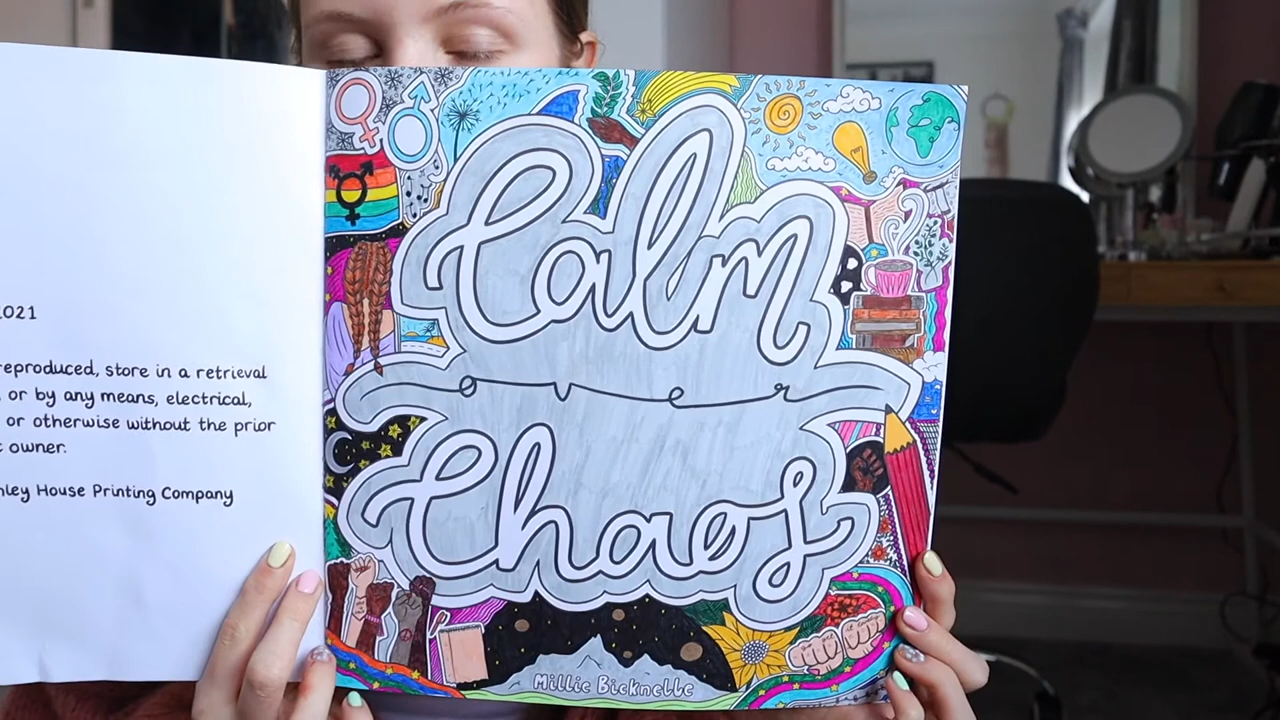 2021
reproduced, store in a retrieval
or by any means, electrical,
or otherwise without the prior
owner.
House Printing Company
Calm
over
Chaos
Millie Bicknelle